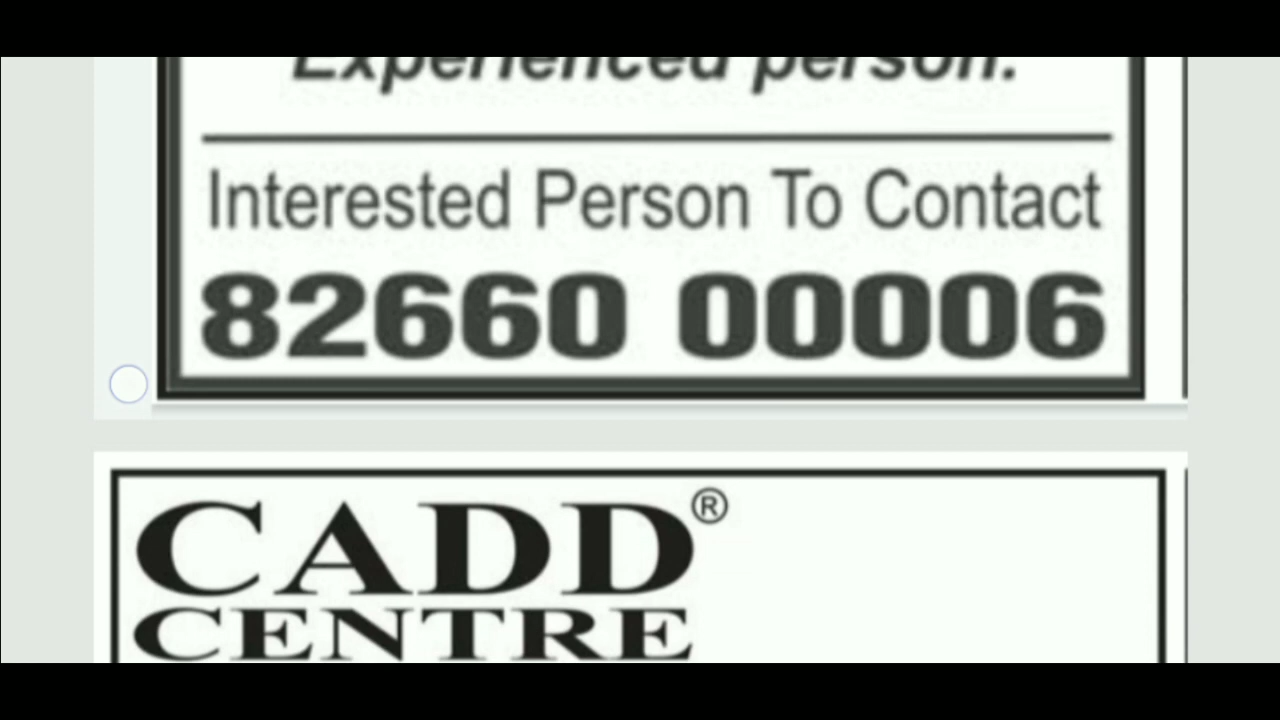 Experienced person.
Interested Person To Contact
82660 00006
CADD®
CENTRE